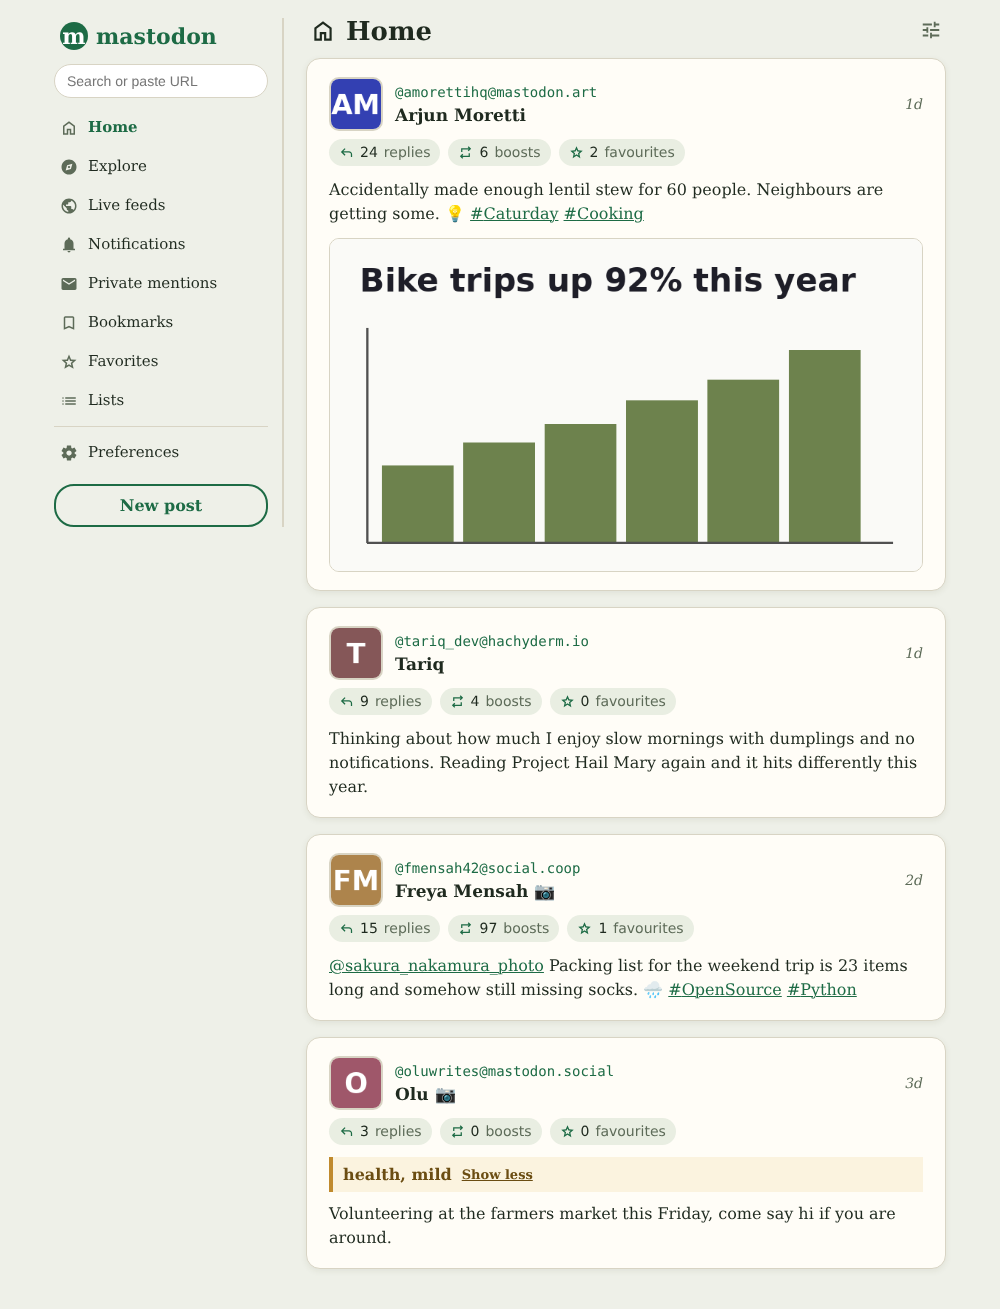 mastodon
Search or paste URL
Home
Explore
Live feeds
Notifications
Private mentions
Bookmarks
Favorites
Lists
Preferences
New post
Home
AM
@amorettihq@mastodon.art
Arjun Moretti
1d
24 replies
6 boosts
2 favourites
Accidentally made enough lentil stew for 60 people. Neighbours are
getting some. 💡 #Caturday #Cooking
Bike trips up 92% this year
T
@tariq_dev@hachyderm.io
Tariq
1d
9 replies
4 boosts
0 favourites
Thinking about how much I enjoy slow mornings with dumplings and no
notifications. Reading Project Hail Mary again and it hits differently this
year.
FM
@fmensah42@social.coop
Freya Mensah 📷
2d
15 replies
97 boosts
1 favourites
@sakura_nakamura_photo Packing list for the weekend trip is 23 items
long and somehow still missing socks. 🌧️ #OpenSource #Python
O
@oluwrites@mastodon.social
Olu 📷
3d
3 replies
0 boosts
0 favourites
health, mild Show less
Volunteering at the farmers market this Friday, come say hi if you are
around.